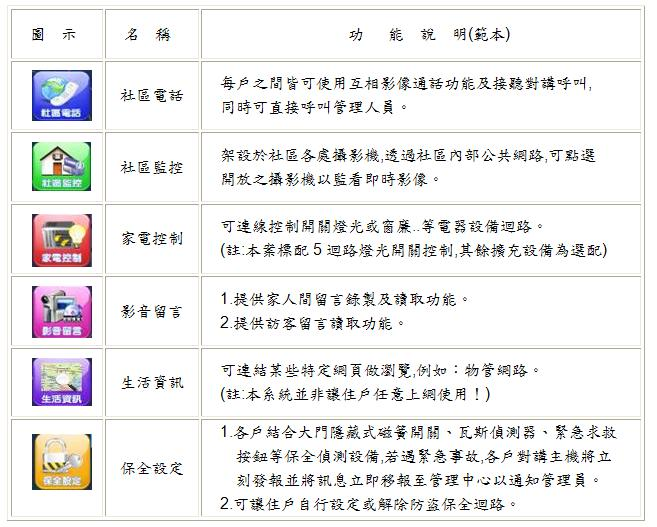 圖 示 名 稱 功 能 說 明(範本)
社區電話
社區電話
每戶之間皆可使用互相影像通話功能及接聽對講呼叫,
同時可直接呼叫管理人員。
社區監控
社區監控
架設於社區各處攝影機,透過社區內部公共網路,可點選
開放之攝影機以監看即時影像。
家電控制
家電控制
可連線控制開關燈光或窗簾..等電器設備迴路。
(註:本案標配5迴路燈光開關控制,其餘擴充設備為選配)
影音留言
影音留言
1.提供家人間留言錄製及讀取功能。
2.提供訪客留言讀取功能。
生活資訊
生活資訊
可連結某些特定網頁做瀏覽,例如：物管網路。
(註:本系統並非讓住戶任意上網使用！)
保全設定
保全設定
1.各戶結合大門隱藏式磁簧開關、瓦斯偵測器、緊急求救
按鈕等保全偵測設備,若遇緊急事故,各戶對講主機將立
刻發報並將訊息立即移報至管理中心以通知管理員。
2.可讓住戶自行設定或解除防盜保全迴路。